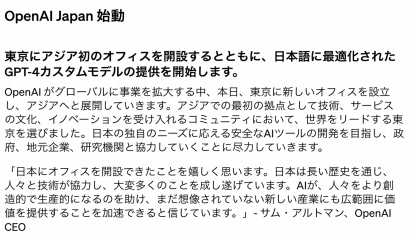 OpenAI Japan 始動
東京にアジア初のオフィスを開設するとともに、日本語に最適化された
GPT-4カスタムモデルの提供を開始します。
OpenAI がグローバルに事業を拡大する中、本日、東京に新しいオフィスを設立
し、アジアへと展開していきます。アジアでの最初の拠点として技術、サービス
の文化、イノベーションを受け入れるコミュニティにおいて、世界をリードする東
京を選びました。日本の独自のニーズに応える安全なAIツールの開発を目指し、政
府、地元企業、研究機関と協力していくことに尽力していきます。
「日本にオフィスを開設できたことを嬉しく思います。日本は長い歴史を通じ、
人々と技術が協力し、大変多くのことを成し遂げています。AIが、人々をより創
造的で生産的になるのを助け、まだ想像されていない新しい産業にも広範囲に価
値を提供することを加速できると信じています。」- サム・アルトマン、OpenAI
CEO